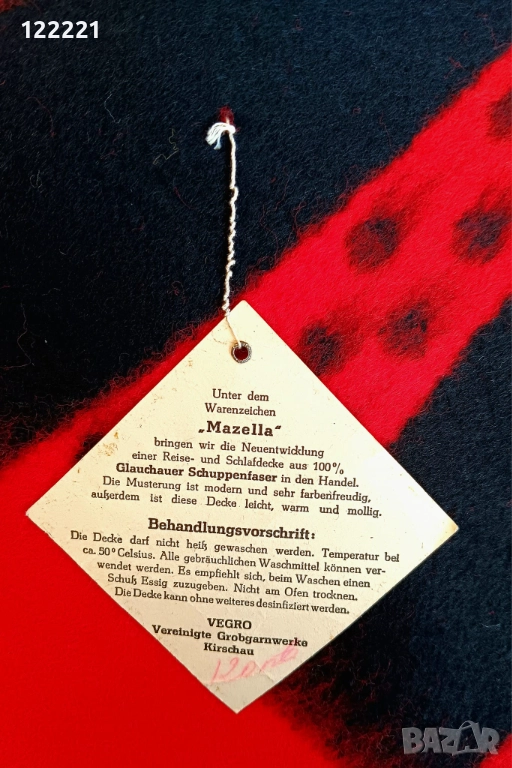 122221
Unter dem
Warenzeichen
„Mazella“
bringen wir die Neuentwicklung
einer Reise- und Schlafdecke aus 100%
Glauchauer Schuppenfaser in den Handel.
Die Musterung ist modern und sehr farbenfreudig,
außerdem ist diese Decke leicht, warm und mollig.
Behandlungsvorschrift:
Die Decke darf nicht heiß gewaschen werden. Temperatur bei
ca. 50° Celsius. Alle gebräuchlichen Waschmittel können ver-
wendet werden. Es empfiehlt sich, beim Waschen einen
Schuß Essig zuzugeben. Nicht am Ofen trocknen.
Die Decke kann ohne weiteres desinfiziert werden.
VEGRO
Vereinigte Grobgarnwerke
Kirschau
BAZAR